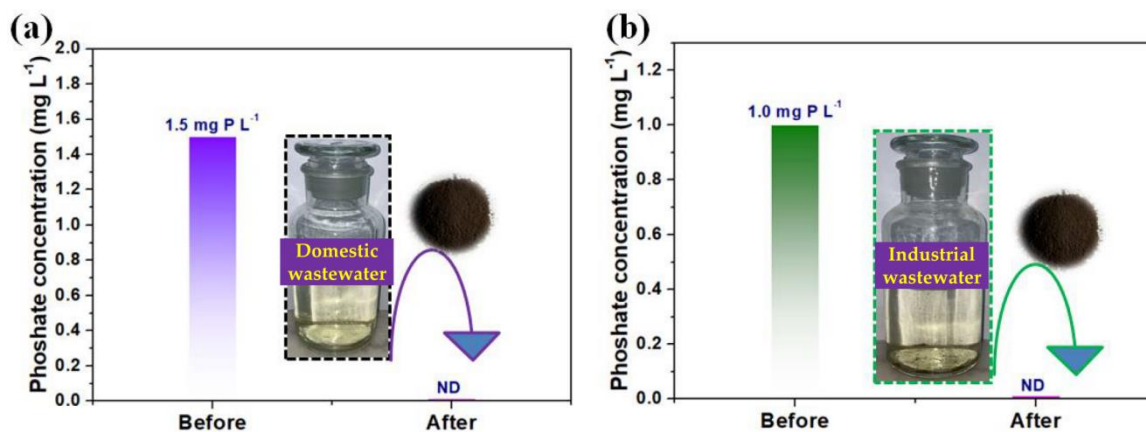 (a)
Phoshate concentration (mg L⁻¹)
2.0
1.8
1.6
1.4
1.2
1.0
0.8
0.6
0.4
0.2
0.0
1.5 mg P L⁻¹
Domestic
wastewater
ND
Before
After
(b)
Phoshate concentration (mg L⁻¹)
1.2
1.0
0.8
0.6
0.4
0.2
0.0
1.0 mg P L⁻¹
Industrial
wastewater
ND
Before
After